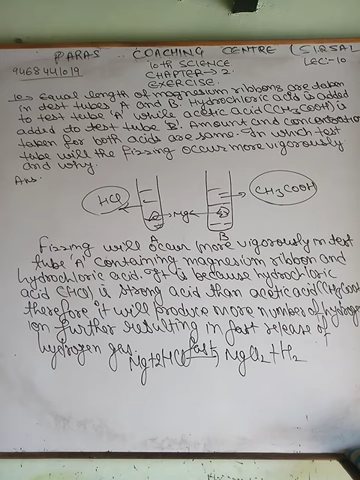 PARAS COACHING CENTRE (SIRSA)
9468441019
10th SCIENCE
LEC:-10
CHAPTER→2.
EXERCISE.
10→ Equal length of magnesium ribbons are taken
in test tubes A and B. Hydrochloric acid is added
to test tube 'A' while acetic acid (CH3COOH) is
added to test tube 'B'. Amount and concentration
taken for both acids are same. In which test
tube will the fizzing occur more vigorously
and why
Ans:
HCl
Mg
CH3COOH
A
B
Fizzing will occur more vigorously in test
tube 'A' containing magnesium ribbon and
hydrochloric acid. It is because hydrochloric
acid (HCl) is strong acid than acetic acid (CH3COOH)
therefore it will produce more number of hydrogen
ion further resulting in fast release of
hydrogen gas.
Mg+2HCl fast→ MgCl2+H2